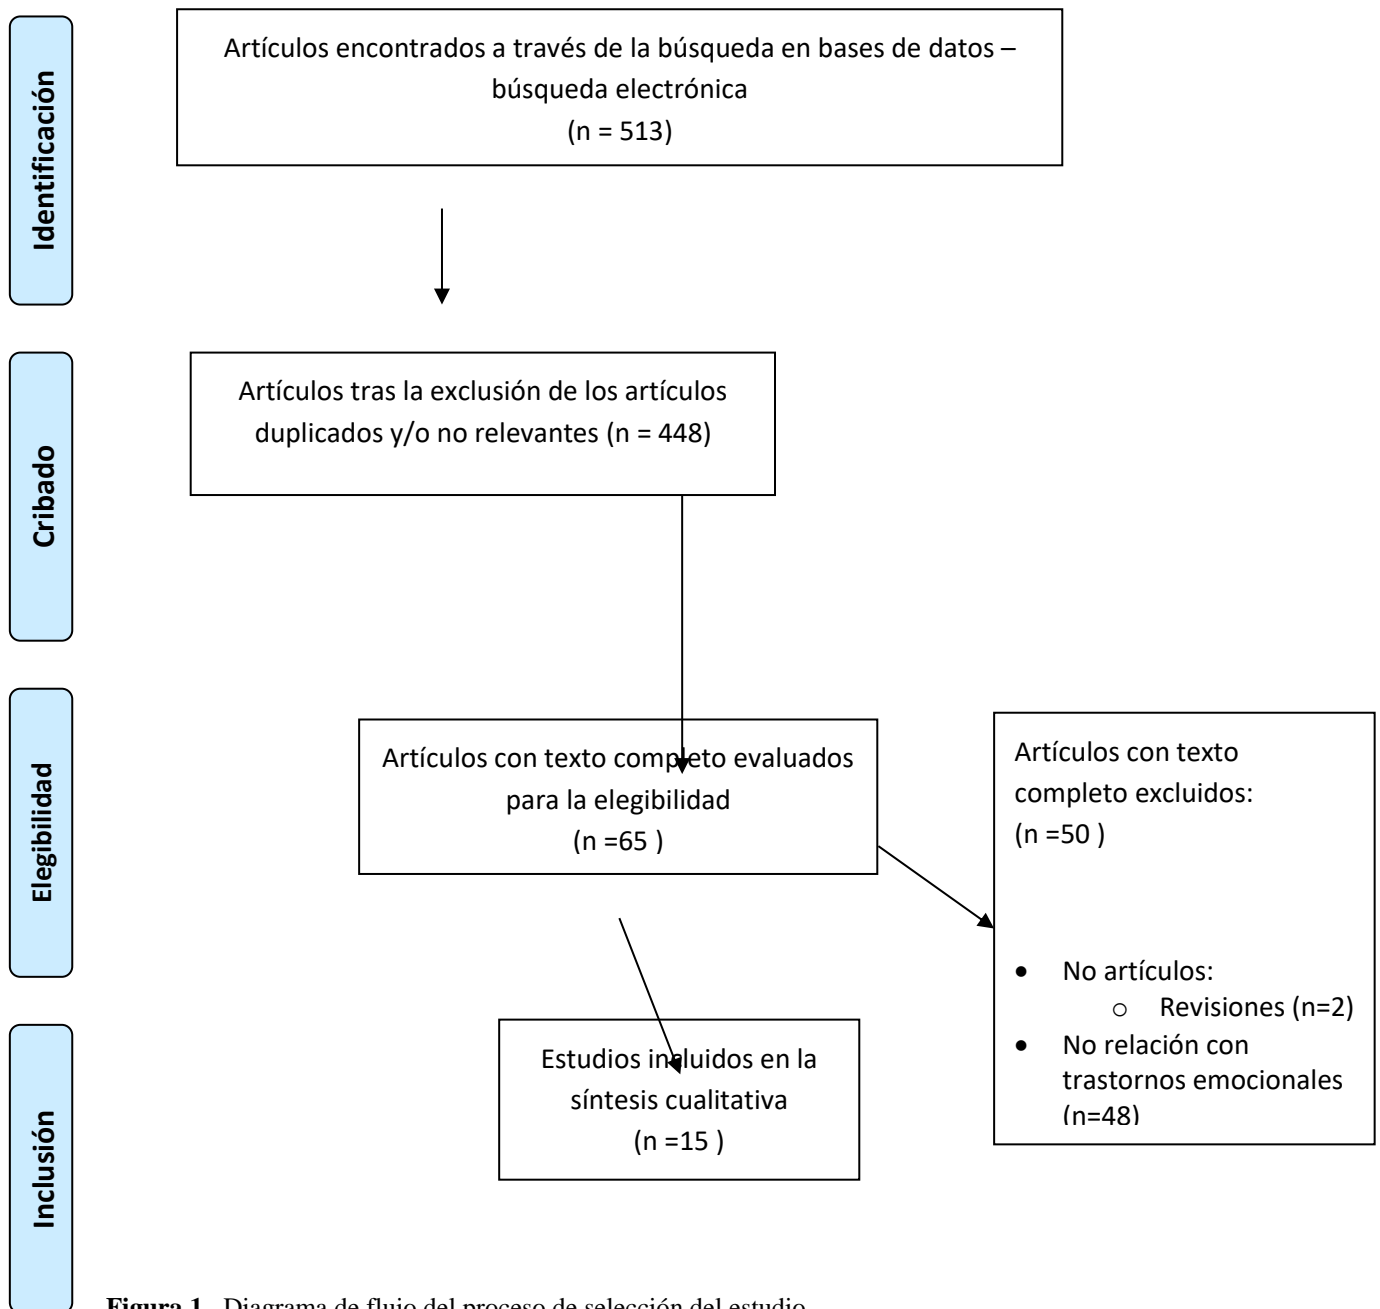 Identificación
Artículos encontrados a través de la búsqueda en bases de datos –
búsqueda electrónica
(n = 513)
Cribado
Artículos tras la exclusión de los artículos
duplicados y/o no relevantes (n = 448)
Elegibilidad
Artículos con texto completo evaluados
para la elegibilidad
(n =65 )
Artículos con texto
completo excluidos:
(n =50 )
• No artículos:
o Revisiones (n=2)
• No relación con
trastornos emocionales
(n=48)
Inclusión
Estudios incluidos en la
síntesis cualitativa
(n =15 )
Figura 1. Diagrama de flujo del proceso de selección del estudio